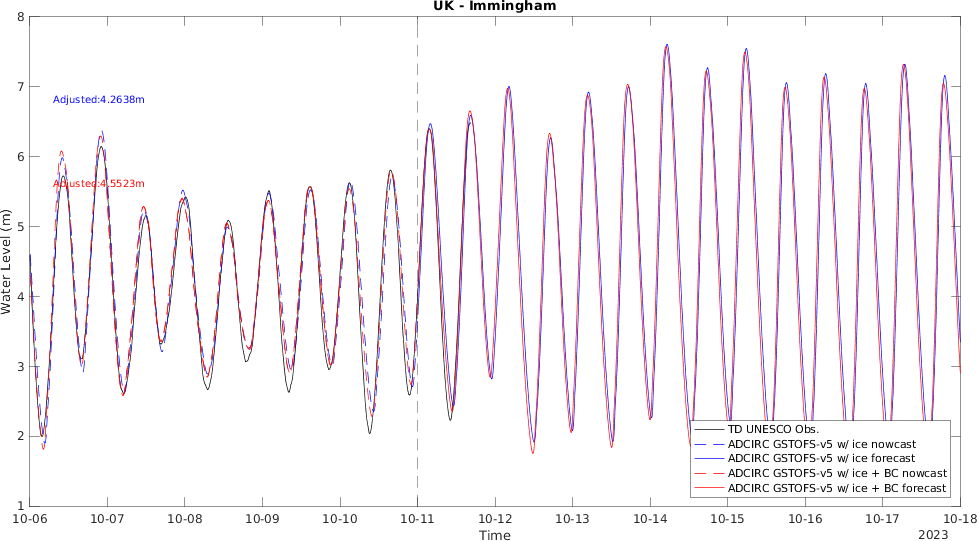 UK - Immingham
8
7
6
5
4
3
2
1
Water Level (m)
Adjusted:4.2638m
Adjusted:4.5523m
TD UNESCO Obs.
ADCIRC GSTOFS-v5 w/ ice nowcast
ADCIRC GSTOFS-v5 w/ ice forecast
ADCIRC GSTOFS-v5 w/ ice + BC nowcast
ADCIRC GSTOFS-v5 w/ ice + BC forecast
10-06 10-07 10-08 10-09 10-10 10-11 10-12 10-13 10-14 10-15 10-16 10-17 10-18
Time
2023